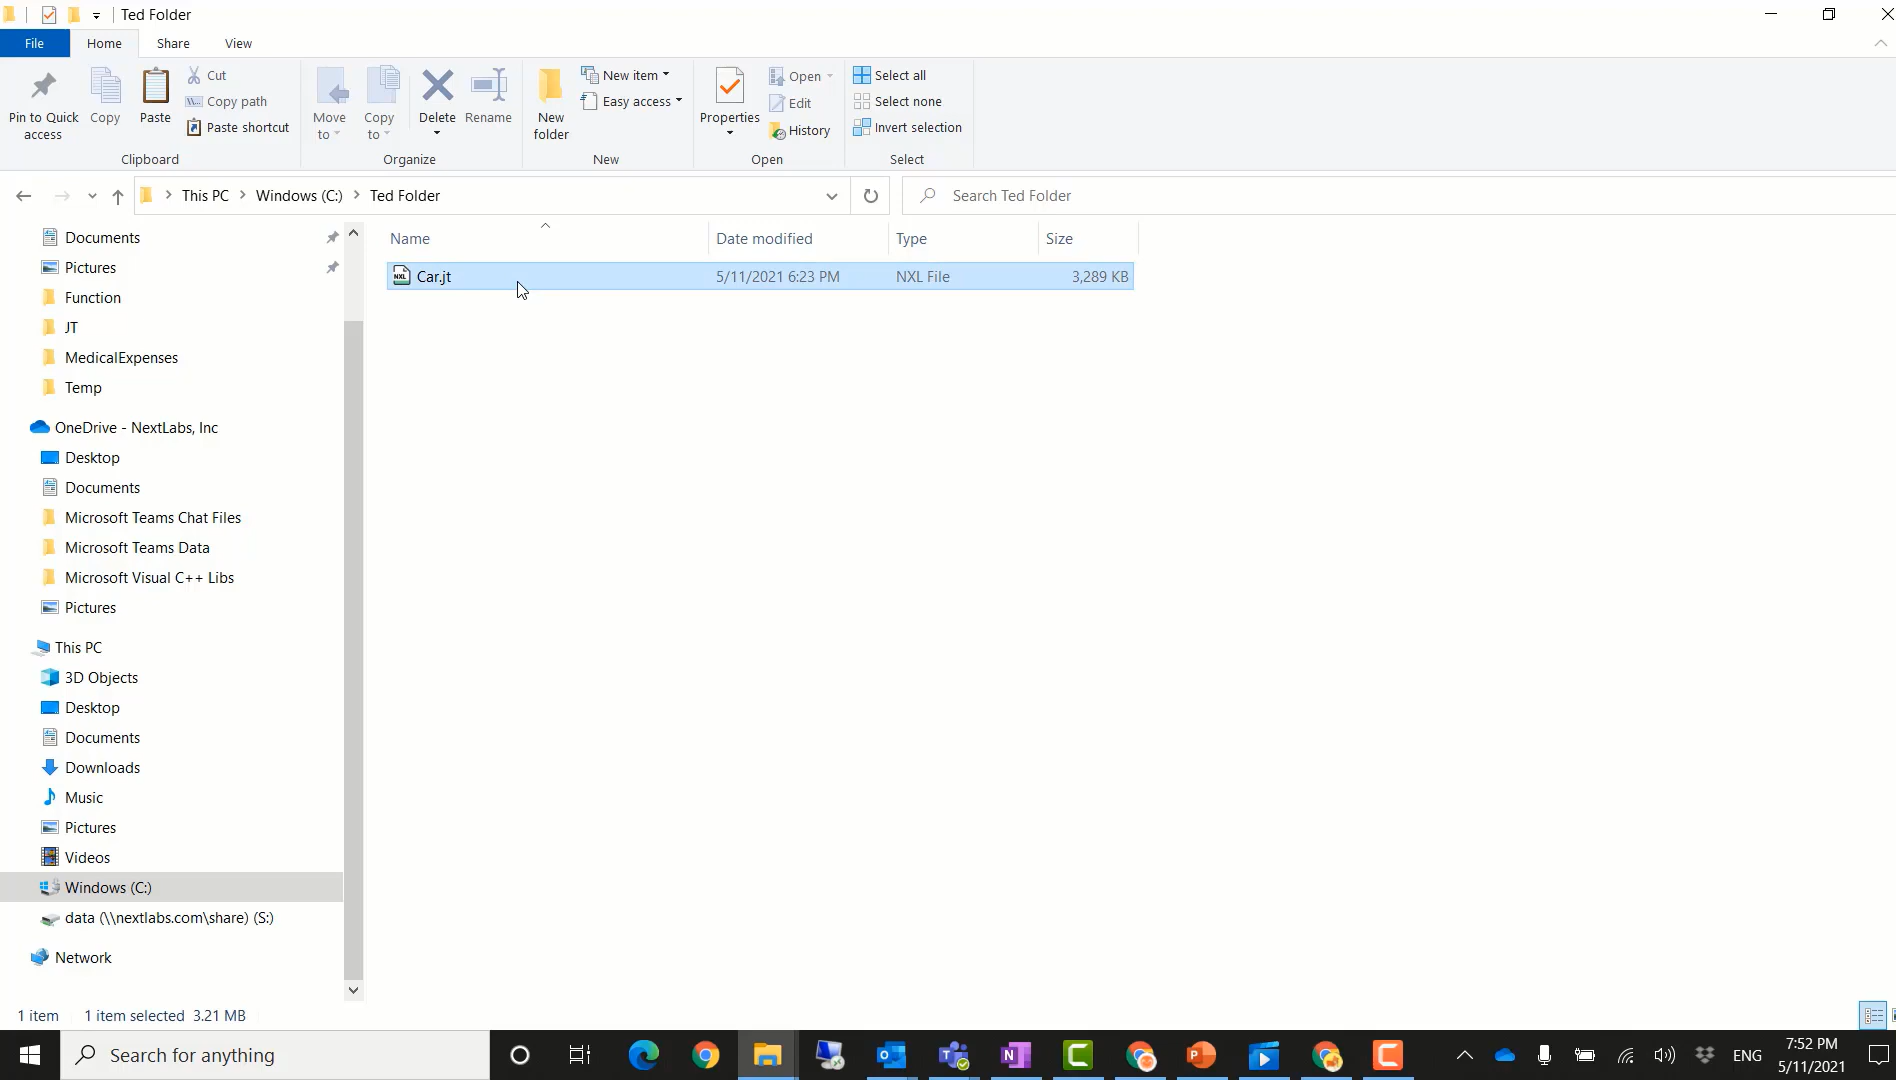 Ted Folder
File
Home
Share
View
Pin to Quick access
Copy
Paste
Cut
Copy path
Paste shortcut
Clipboard
Move to
Copy to
Delete
Rename
Organize
New folder
New item
Easy access
New
Properties
Open
Edit
History
Open
Select all
Select none
Invert selection
Select
This PC
Windows (C:)
Ted Folder
Search Ted Folder
Name
Date modified
Type
Size
NXL
Car.jt
5/11/2021 6:23 PM
NXL File
3,289 KB
Documents
Pictures
Function
JT
MedicalExpenses
Temp
OneDrive - NextLabs, Inc
Desktop
Documents
Microsoft Teams Chat Files
Microsoft Teams Data
Microsoft Visual C++ Libs
Pictures
This PC
3D Objects
Desktop
Documents
Downloads
Music
Pictures
Videos
Windows (C:)
data (\\nextlabs.com\share) (S:)
Network
1 item
1 item selected 3.21 MB
Search for anything
ENG
7:52 PM
5/11/2021